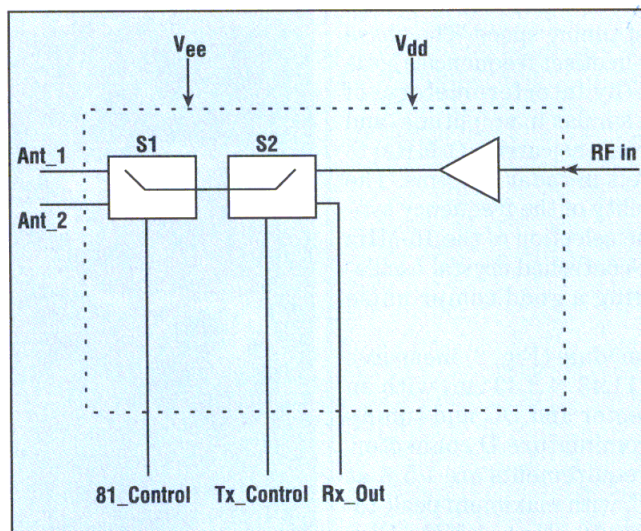 Vee
Vdd
S1
S2
Ant_1
RF in
Ant_2
81_Control
Tx_Control
Rx_Out